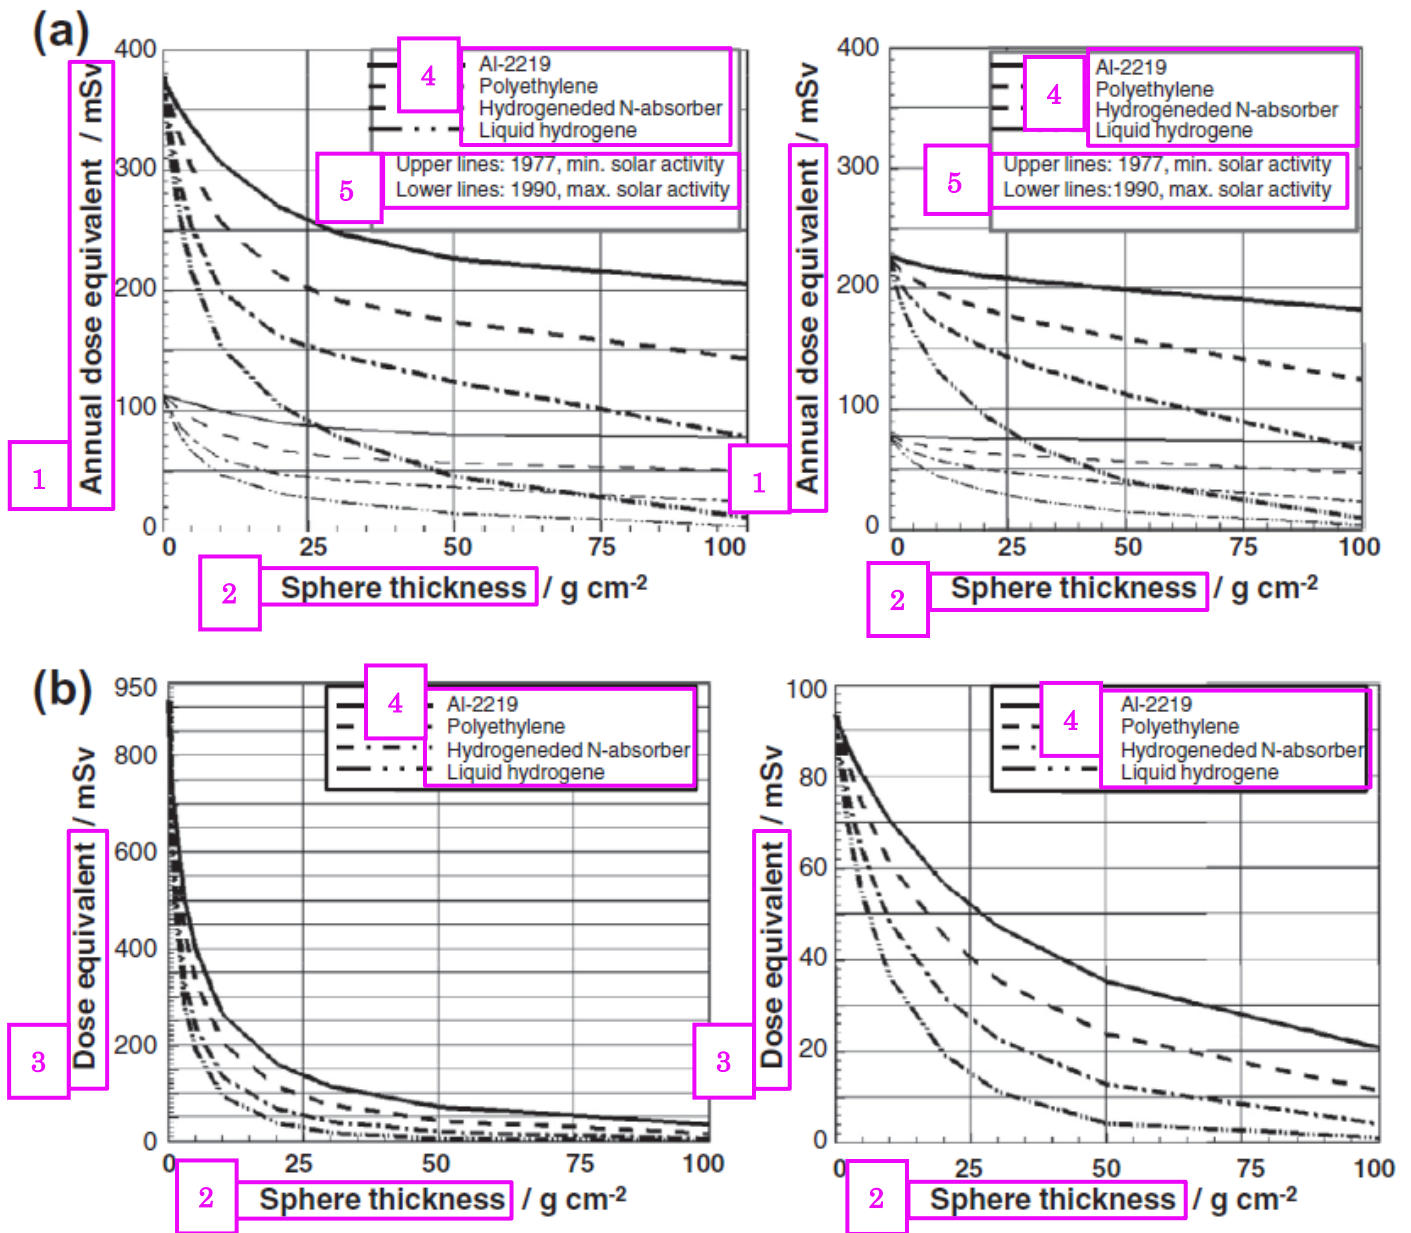 (a)
400
300
200
100
0
Annual dose equivalent / mSv
1
4
Al-2219
Polyethylene
Hydrogeneded N-absorber
Liquid hydrogene
5
Upper lines: 1977, min. solar activity
Lower lines: 1990, max. solar activity
0 25 50 75 100
2
Sphere thickness / g cm-2
400
300
200
100
0
Annual dose equivalent / mSv
1
4
Al-2219
Polyethylene
Hydrogeneded N-absorber
Liquid hydrogene
5
Upper lines: 1977, min. solar activity
Lower lines:1990, max. solar activity
0 25 50 75 100
2
Sphere thickness / g cm-2
(b)
950
800
600
400
200
0
Dose equivalent / mSv
3
4
Al-2219
Polyethylene
Hydrogeneded N-absorber
Liquid hydrogene
0 25 50 75 100
2
Sphere thickness / g cm-2
100
80
60
40
20
0
Dose equivalent / mSv
3
4
Al-2219
Polyethylene
Hydrogeneded N-absorber
Liquid hydrogene
0 25 50 75 100
2
Sphere thickness / g cm-2